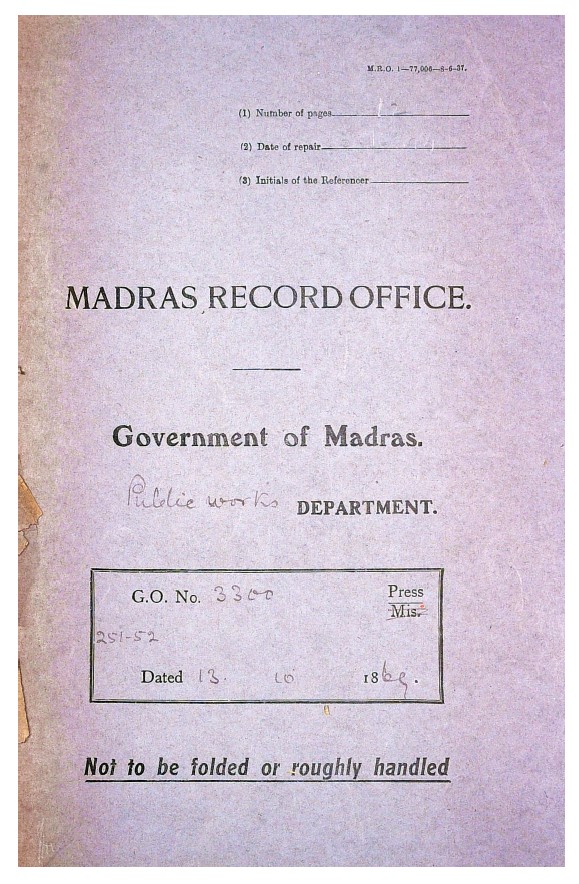 M.R.O. 1—77,006—8-6-37.
(1) Number of pages
(2) Date of repair
(3) Initials of the Referencer
MADRAS RECORD OFFICE.
Government of Madras.
Public works DEPARTMENT.
G.O. No. 3300 Press
Mis.
251-52
Dated 13. 10 1869.
Not to be folded or roughly handled